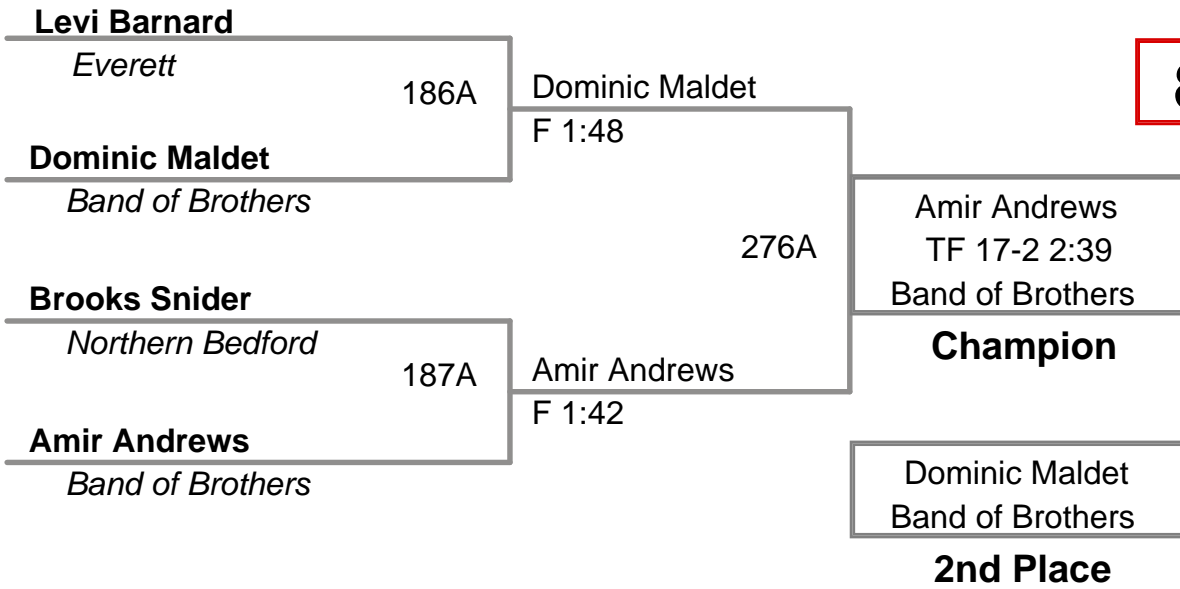 Levi Barnard
Everett
186A
Dominic Maldet
F 1:48
Dominic Maldet
Band of Brothers
276A
Amir Andrews
TF 17-2 2:39
Band of Brothers
Champion
Brooks Snider
Northern Bedford
187A
Amir Andrews
F 1:42
Amir Andrews
Band of Brothers
Dominic Maldet
Band of Brothers
2nd Place